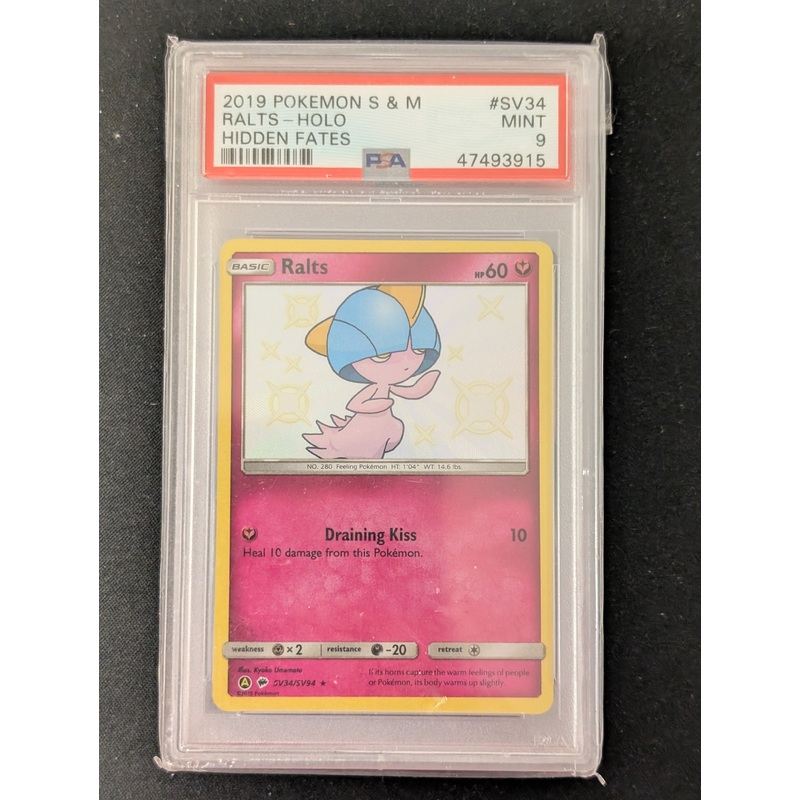 2019 POKEMON S & M #SV34
RALTS - HOLO MINT
HIDDEN FATES 9
PSA 47493915
BASIC Ralts HP60
NO. 280 Feeling Pokémon HT: 1'04" WT: 14.6 lbs.
Draining Kiss 10
Heal 10 damage from this Pokémon.
weakness ×2 resistance -20 retreat
Illus. Kyoko Umemoto
If its horns capture the warm feelings of people
A SV34/SV94 ★ or Pokémon, its body warms up slightly.
©2019 Pokémon